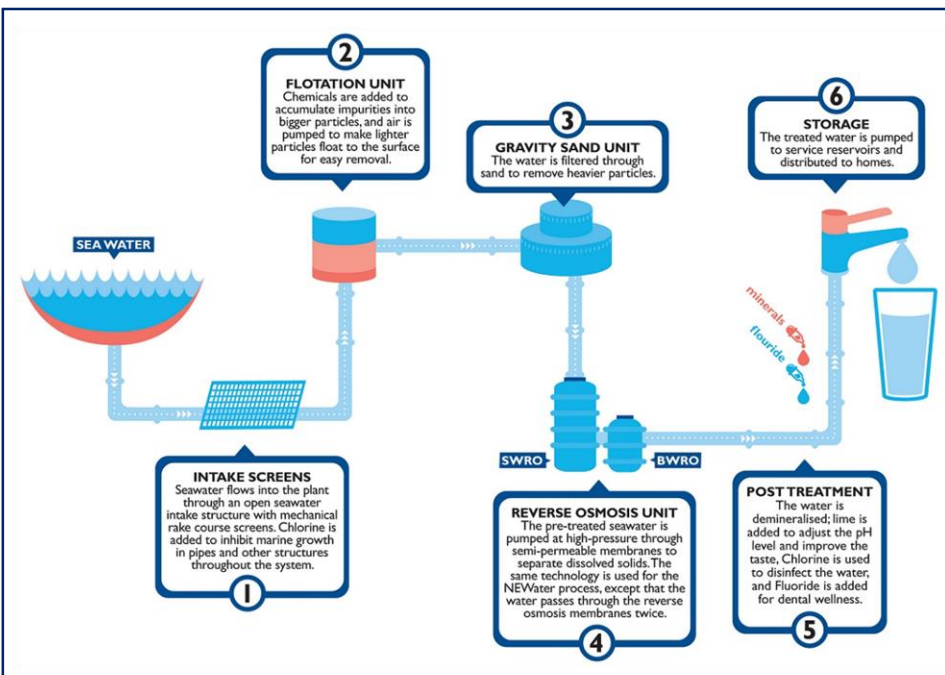 2
FLOTATION UNIT
Chemicals are added to
accumulate impurities into
bigger particles, and air is
pumped to make lighter
particles float to the surface
for easy removal.
3
GRAVITY SAND UNIT
The water is filtered through
sand to remove heavier particles.
6
STORAGE
The treated water is pumped
to service reservoirs and
distributed to homes.
SEA WATER
minerals
flouride
INTAKE SCREENS
Seawater flows into the plant
through an open seawater
intake structure with mechanical
rake course screens. Chlorine is
added to inhibit marine growth
in pipes and other structures
throughout the system.
1
SWRO
BWRO
REVERSE OSMOSIS UNIT
The pre-treated seawater is
pumped at high-pressure through
semi-permeable membranes to
separate dissolved solids. The
same technology is used for the
NEWater process, except that the
water passes through the reverse
osmosis membranes twice.
4
POST TREATMENT
The water is
demineralised; lime is
added to adjust the pH
level and improve the
taste, Chlorine is used
to disinfect the water,
and Fluoride is added
for dental wellness.
5